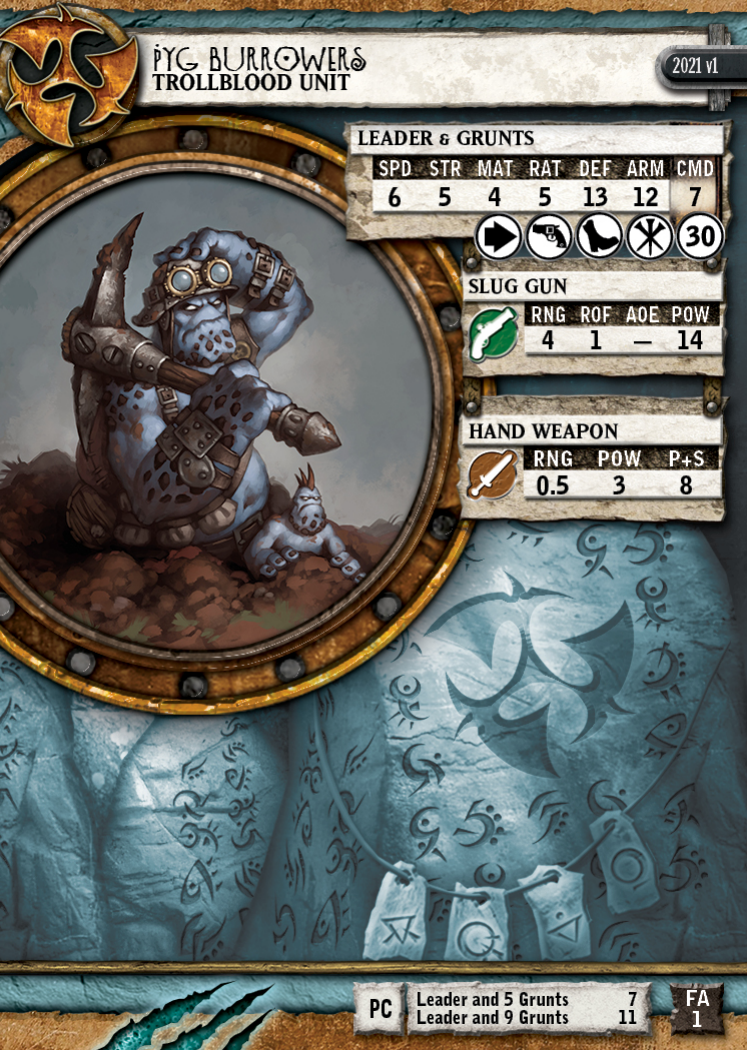 PYG BURROWERS
TROLLBLOOD UNIT
2021 v1
LEADER & GRUNTS
SPD STR MAT RAT DEF ARM CMD
6 5 4 5 13 12 7
30
SLUG GUN
RNG ROF AOE POW
4 1 — 14
HAND WEAPON
RNG POW P+S
0.5 3 8
PC
Leader and 5 Grunts 7
Leader and 9 Grunts 11
FA
1